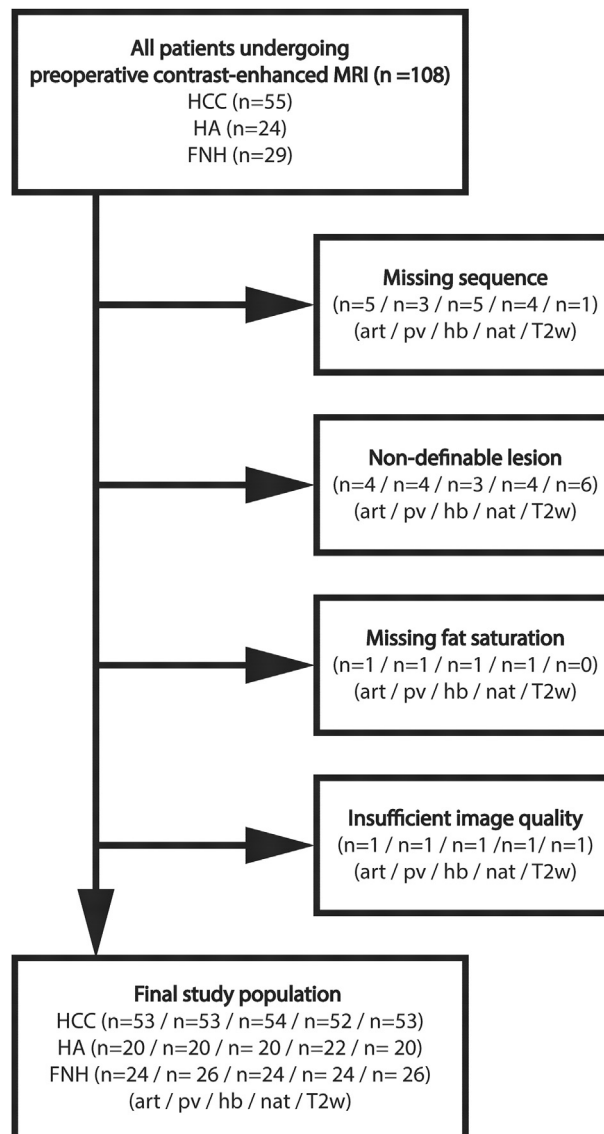 All patients undergoing
preoperative contrast-enhanced MRI (n =108)
HCC (n=55)
HA (n=24)
FNH (n=29)
Missing sequence
(n=5 / n=3 / n=5 / n=4 / n=1)
(art / pv / hb / nat / T2w)
Non-definable lesion
(n=4 / n=4 / n=3 / n=4 / n=6)
(art / pv / hb / nat / T2w)
Missing fat saturation
(n=1 / n=1 / n=1 / n=1 / n=0)
(art / pv / hb / nat / T2w)
Insufficient image quality
(n=1 / n=1 / n=1 /n=1/ n=1)
(art / pv / hb / nat / T2w)
Final study population
HCC (n=53 / n=53 / n=54 / n=52 / n=53)
HA (n=20 / n=20 / n= 20 / n=22 / n= 20)
FNH (n=24 / n= 26 / n=24 / n= 24 / n= 26)
(art / pv / hb / nat / T2w)